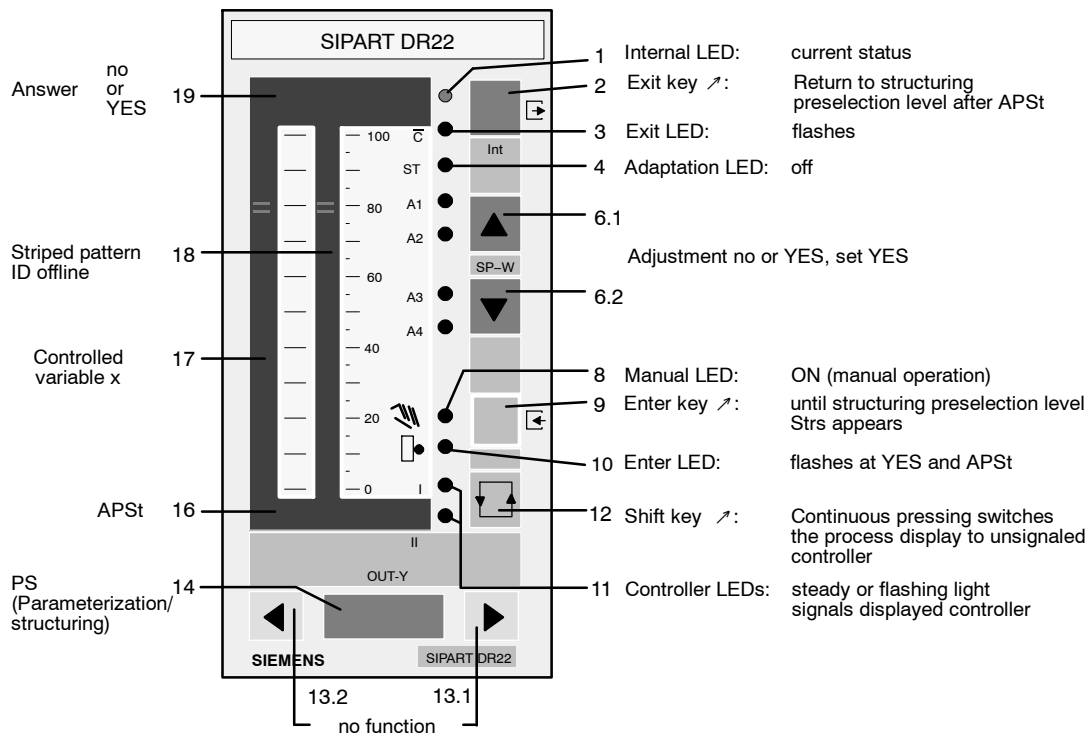 SIPART DR22
1 Internal LED: current status
Answer no
or
YES
19
2 Exit key ↗: Return to structuring
preselection level after APSt
3 Exit LED: flashes
100 C̅
Int
ST
4 Adaptation LED: off
80 A1
6.1
A2
Striped pattern
ID offline
18
SP–W
Adjustment no or YES, set YES
60
A3
6.2
A4
40
Controlled
variable x
17
8 Manual LED: ON (manual operation)
9 Enter key ↗: until structuring preselection level
Strs appears
20
10 Enter LED: flashes at YES and APSt
0 I
APSt 16
12 Shift key ↗: Continuous pressing switches
the process display to unsignaled
controller
II
OUT-Y
PS
(Parameterization/
structuring)
14
11 Controller LEDs: steady or flashing light
signals displayed controller
SIEMENS SIPART DR22
13.2 13.1
no function